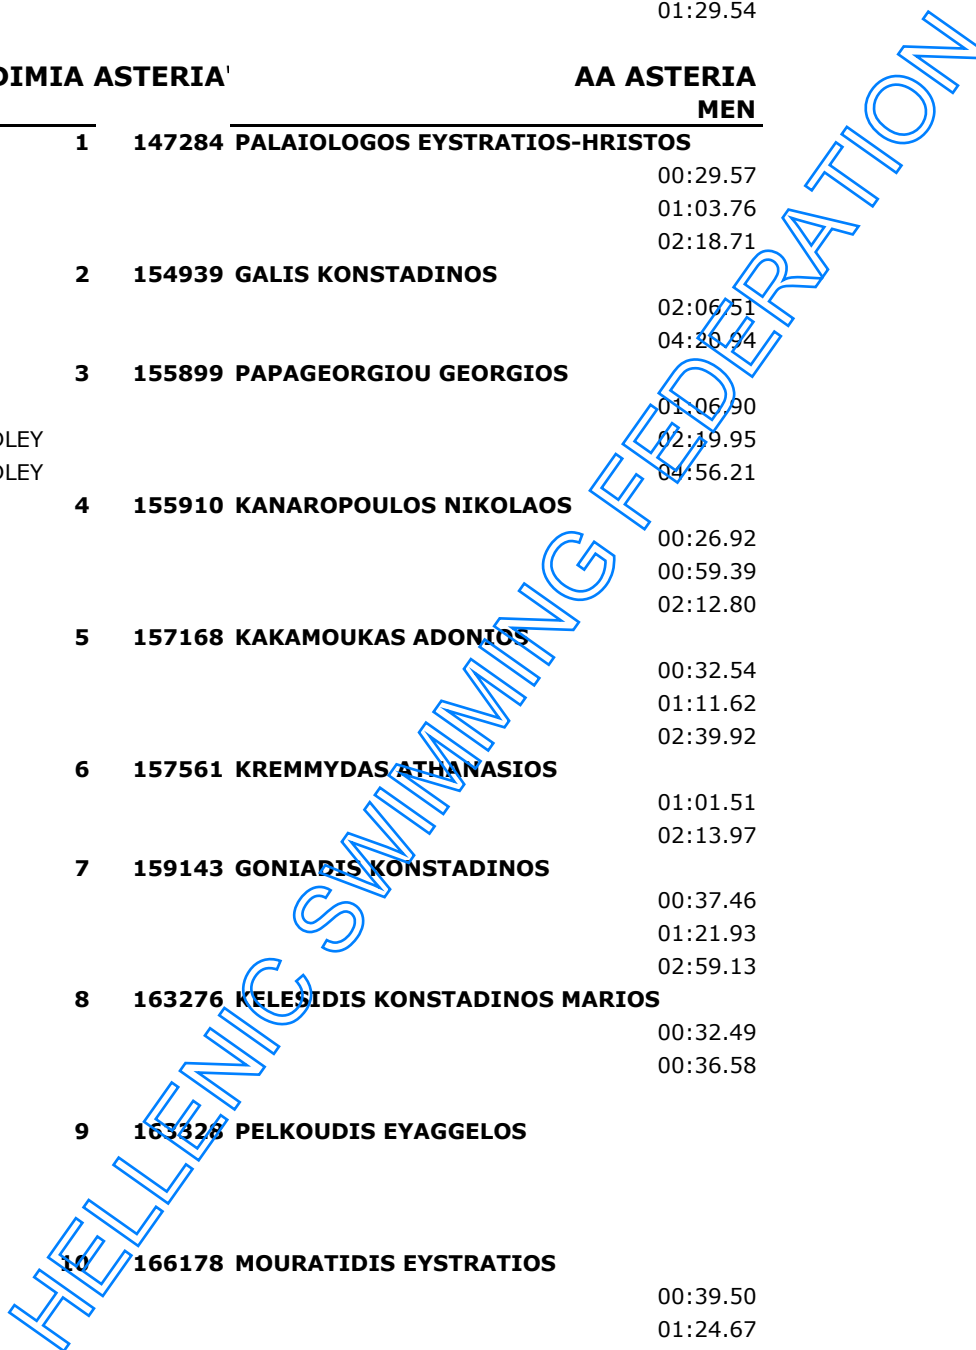 01:29.54
DIMIA ASTERIA' AA ASTERIA
MEN
1 147284 PALAIOLOGOS EYSTRATIOS-HRISTOS
00:29.57
01:03.76
02:18.71
2 154939 GALIS KONSTADINOS
02:06.51
04:20.94
3 155899 PAPAGEORGIOU GEORGIOS
01:06.90
DLEY 02:19.95
DLEY 04:56.21
4 155910 KANAROPOULOS NIKOLAOS
00:26.92
00:59.39
02:12.80
5 157168 KAKAMOUKAS ADONIOS
00:32.54
01:11.62
02:39.92
6 157561 KREMMYDAS ATHANASIOS
01:01.51
02:13.97
7 159143 GONIADIS KONSTADINOS
00:37.46
01:21.93
02:59.13
8 163276 KELESIDIS KONSTADINOS MARIOS
00:32.49
00:36.58
9 163328 PELKOUDIS EYAGGELOS
10 166178 MOURATIDIS EYSTRATIOS
00:39.50
01:24.67
HELLENIC SWIMMING FEDERATION